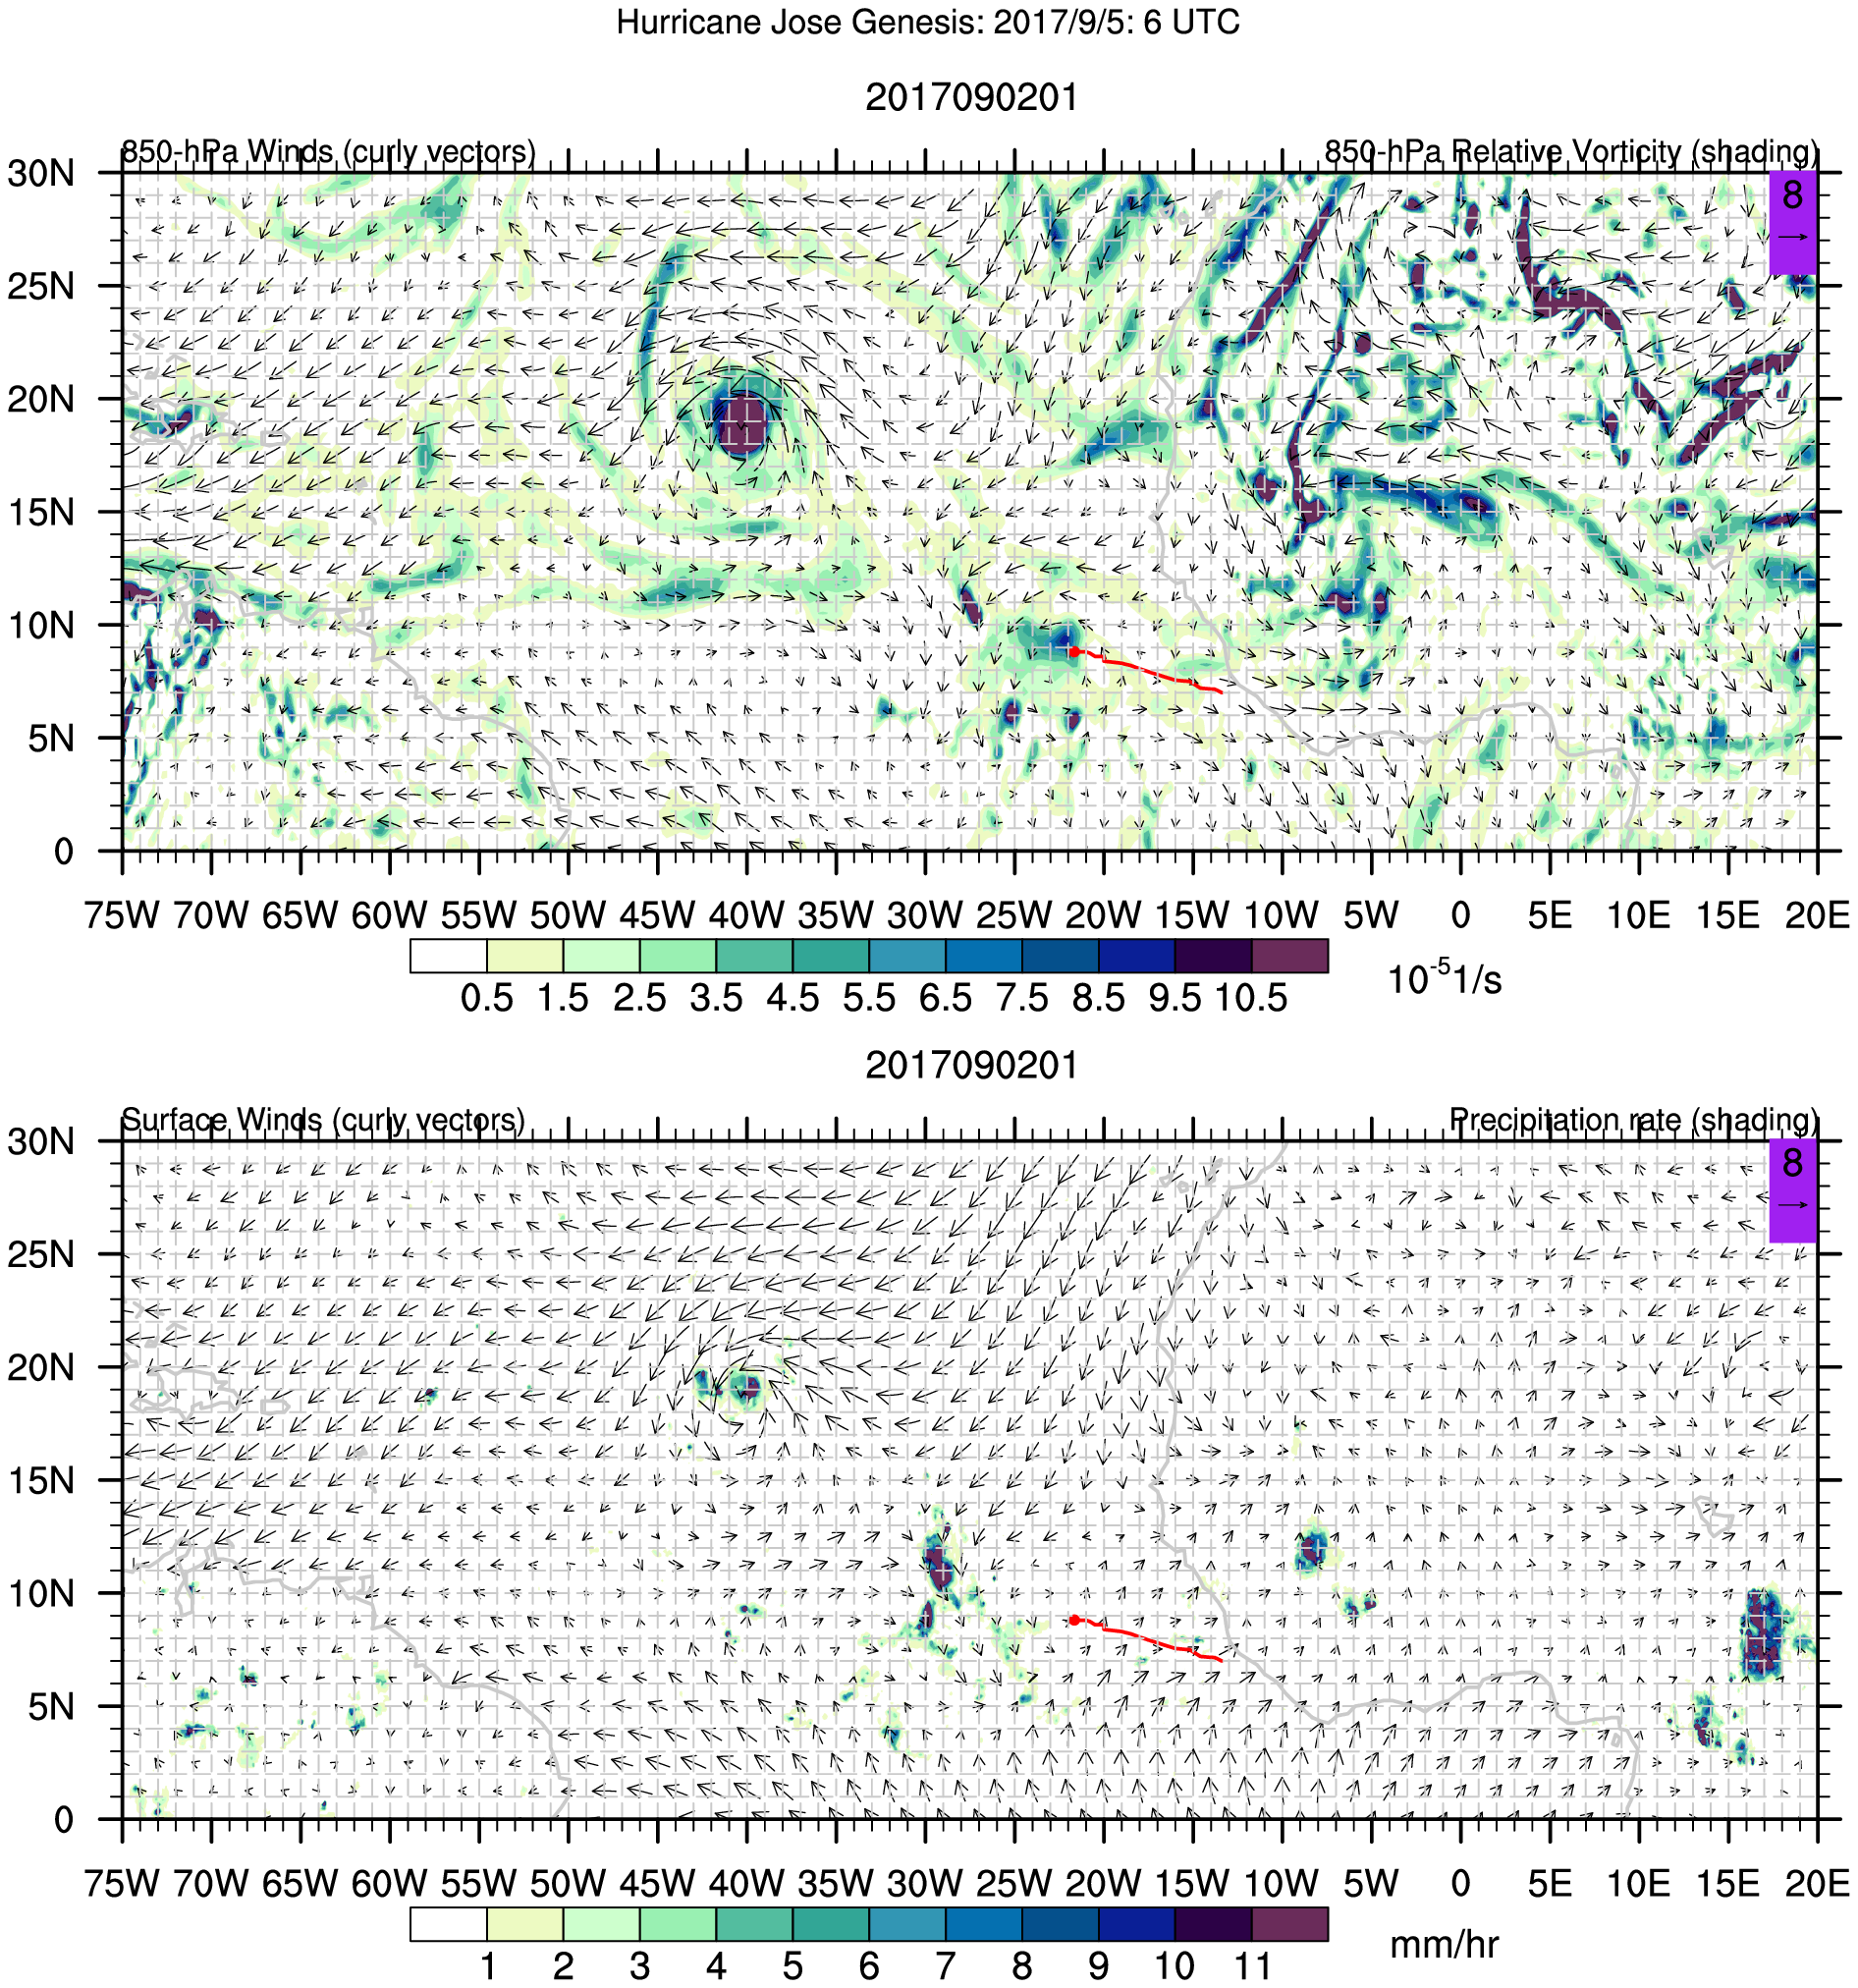 Hurricane Jose Genesis: 2017/9/5: 6 UTC
2017090201
850-hPa Winds (curly vectors) 850-hPa Relative Vorticity (shading)
8
30N
25N
20N
15N
10N
5N
0
75W 70W 65W 60W 55W 50W 45W 40W 35W 30W 25W 20W 15W 10W 5W 0 5E 10E 15E 20E
0.5 1.5 2.5 3.5 4.5 5.5 6.5 7.5 8.5 9.5 10.5
10⁻⁵1/s
2017090201
Surface Winds (curly vectors) Precipitation rate (shading)
8
30N
25N
20N
15N
10N
5N
0
75W 70W 65W 60W 55W 50W 45W 40W 35W 30W 25W 20W 15W 10W 5W 0 5E 10E 15E 20E
1 2 3 4 5 6 7 8 9 10 11
mm/hr